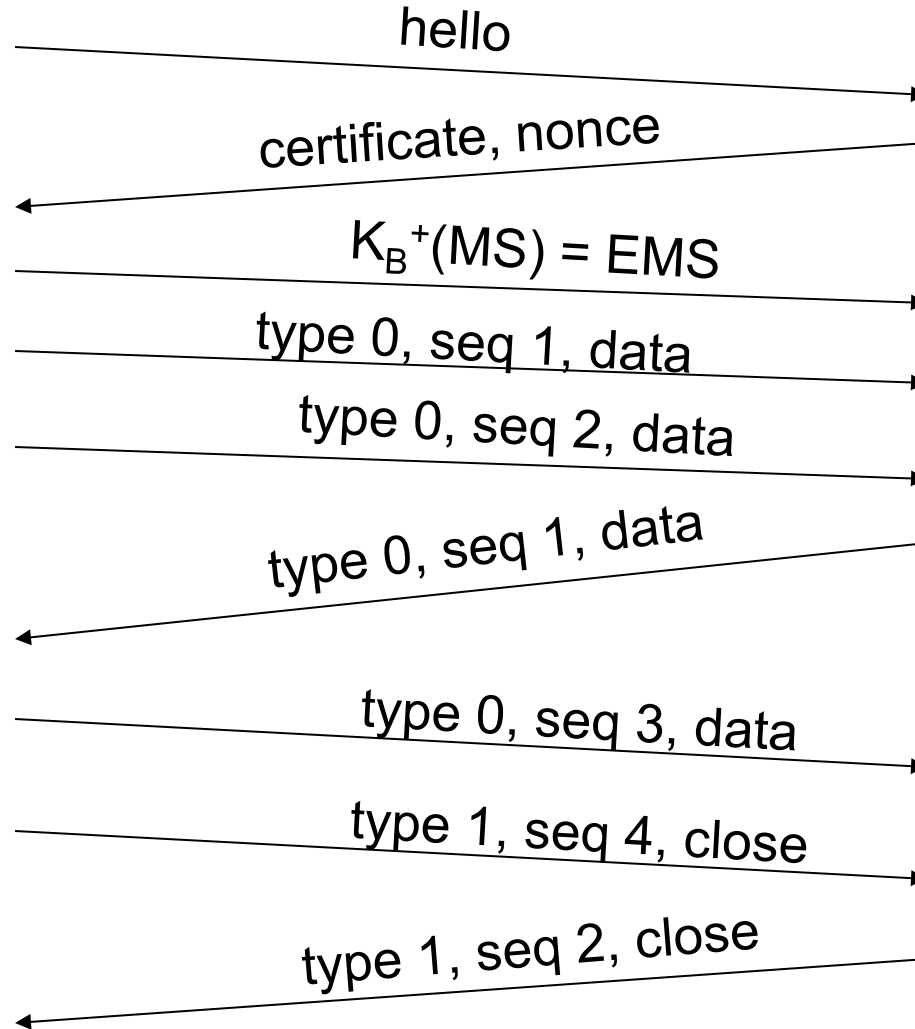 hello
certificate, nonce
K_B⁺(MS) = EMS
type 0, seq 1, data
type 0, seq 2, data
type 0, seq 1, data
type 0, seq 3, data
type 1, seq 4, close
type 1, seq 2, close